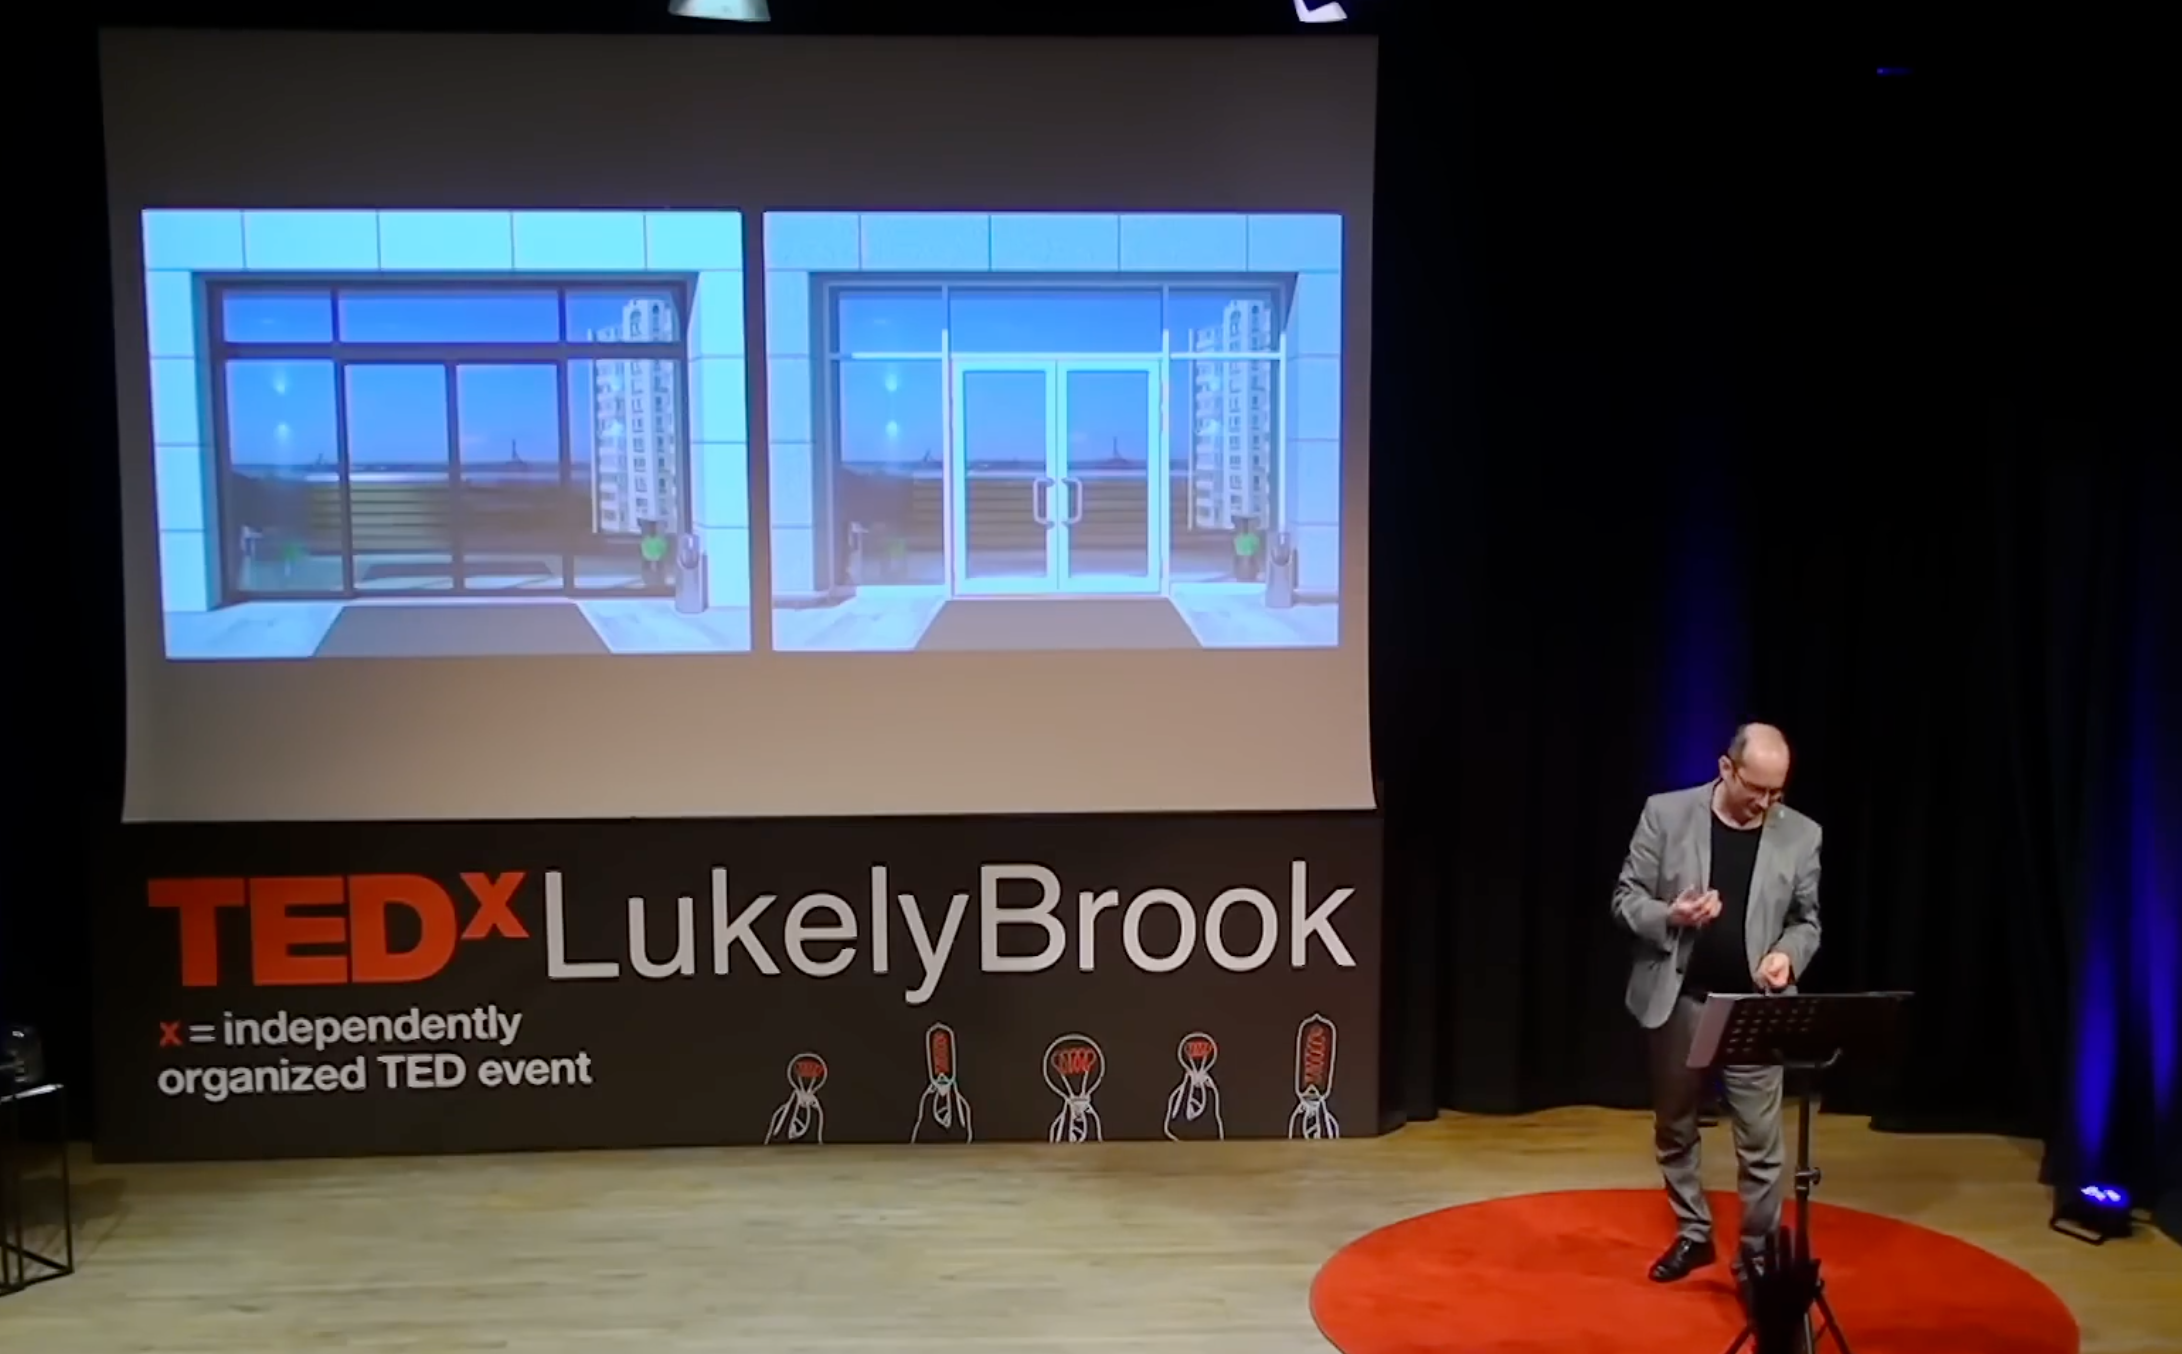 TEDxLukelyBrook
x = independently
organized TED event